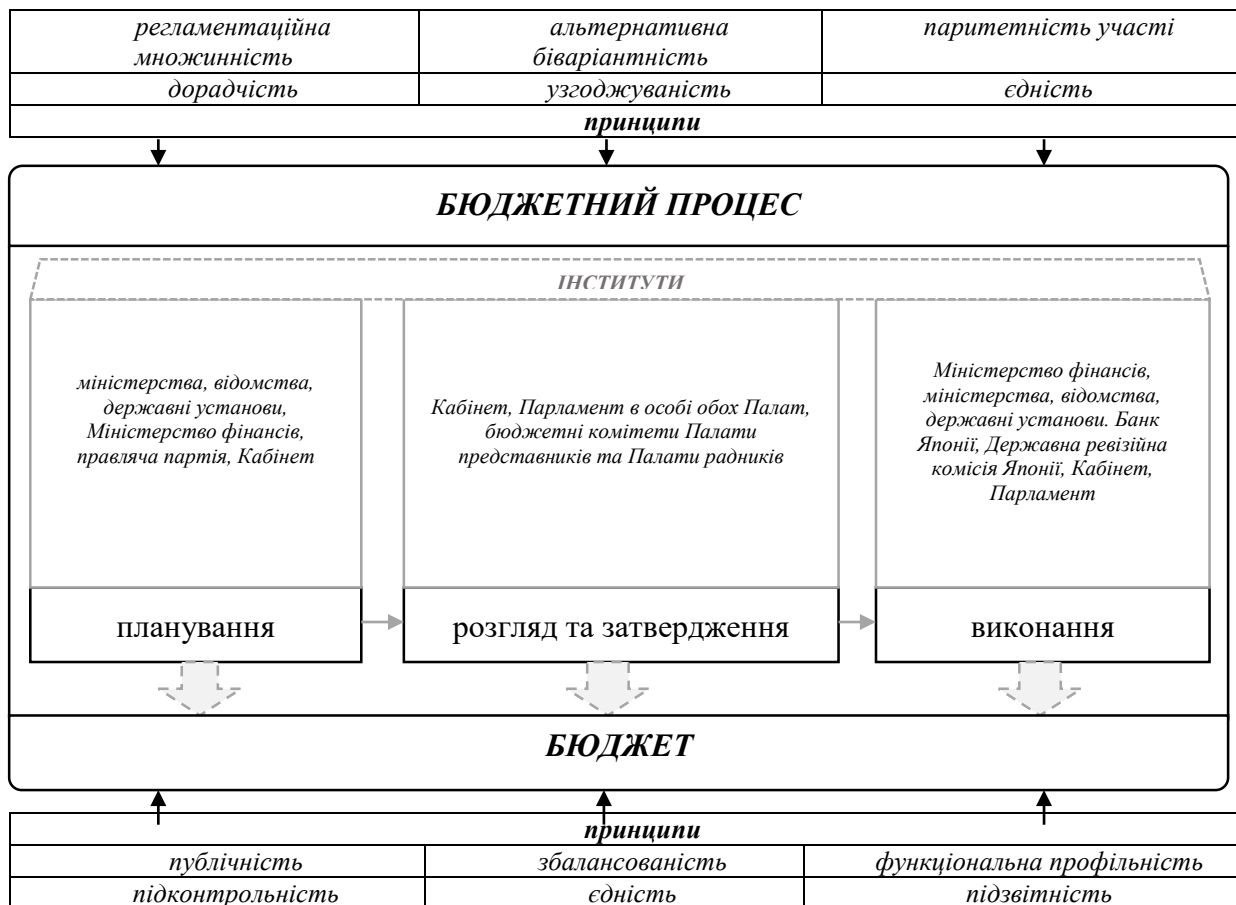 регламентаційна
множинність
альтернативна
біваріантність
паритетність участі
дорадчість
узгоджуваність
єдність
принципи
БЮДЖЕТНИЙ ПРОЦЕС
ІНСТИТУТИ
міністерства, відомства,
державні установи,
Міністерство фінансів,
правляча партія, Кабінет
Кабінет, Парламент в особі обох Палат,
бюджетні комітети Палати
представників та Палати радників
Міністерство фінансів,
міністерства, відомства,
державні установи. Банк
Японії, Державна ревізійна
комісія Японії, Кабінет,
Парламент
планування
розгляд та затвердження
виконання
БЮДЖЕТ
принципи
публічність
збалансованість
функціональна профільність
підконтрольність
єдність
підзвітність